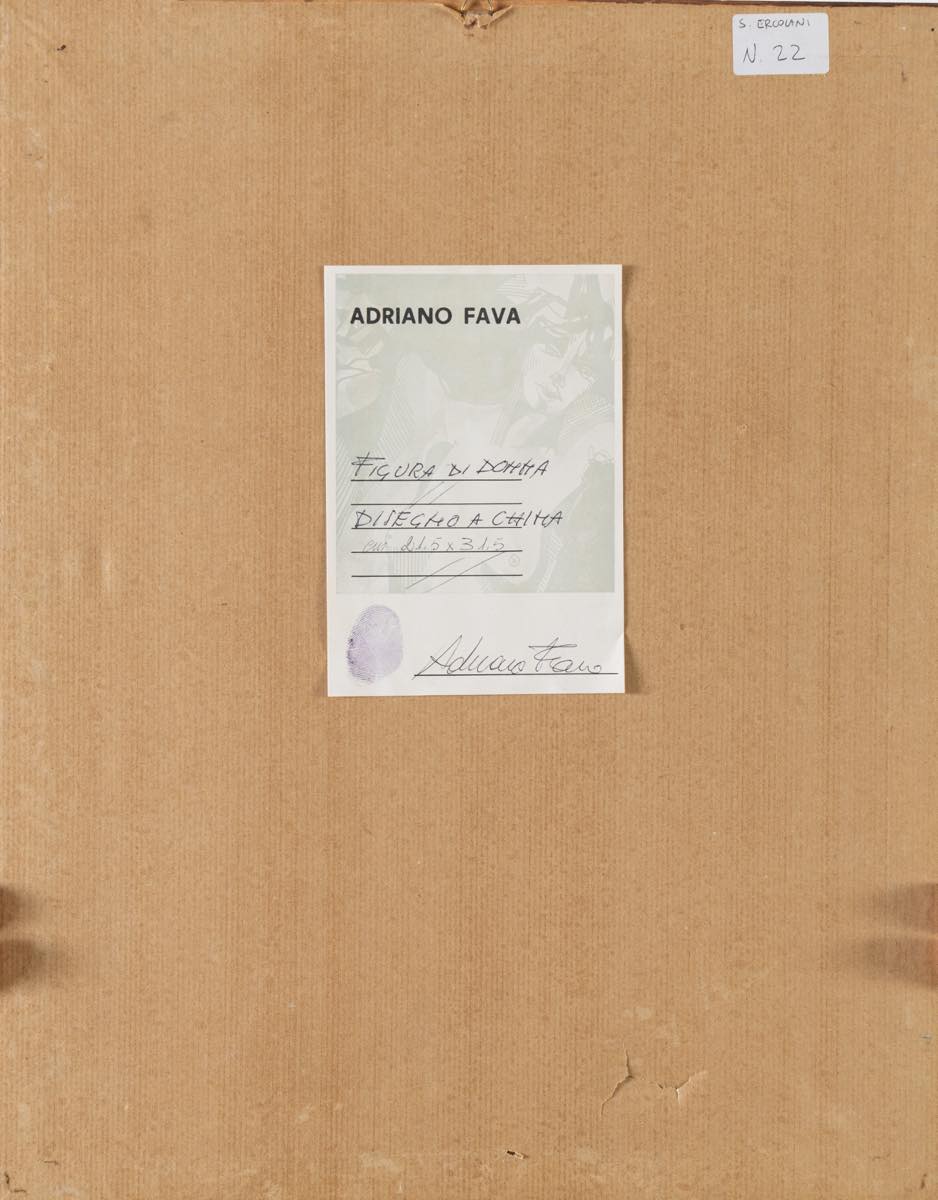 S. ERCOLANI
N. 22
ADRIANO FAVA
FIGURA DI DONNA
DISEGNO A CHINA
cm 21.5 x 31.5
Adriano Fava